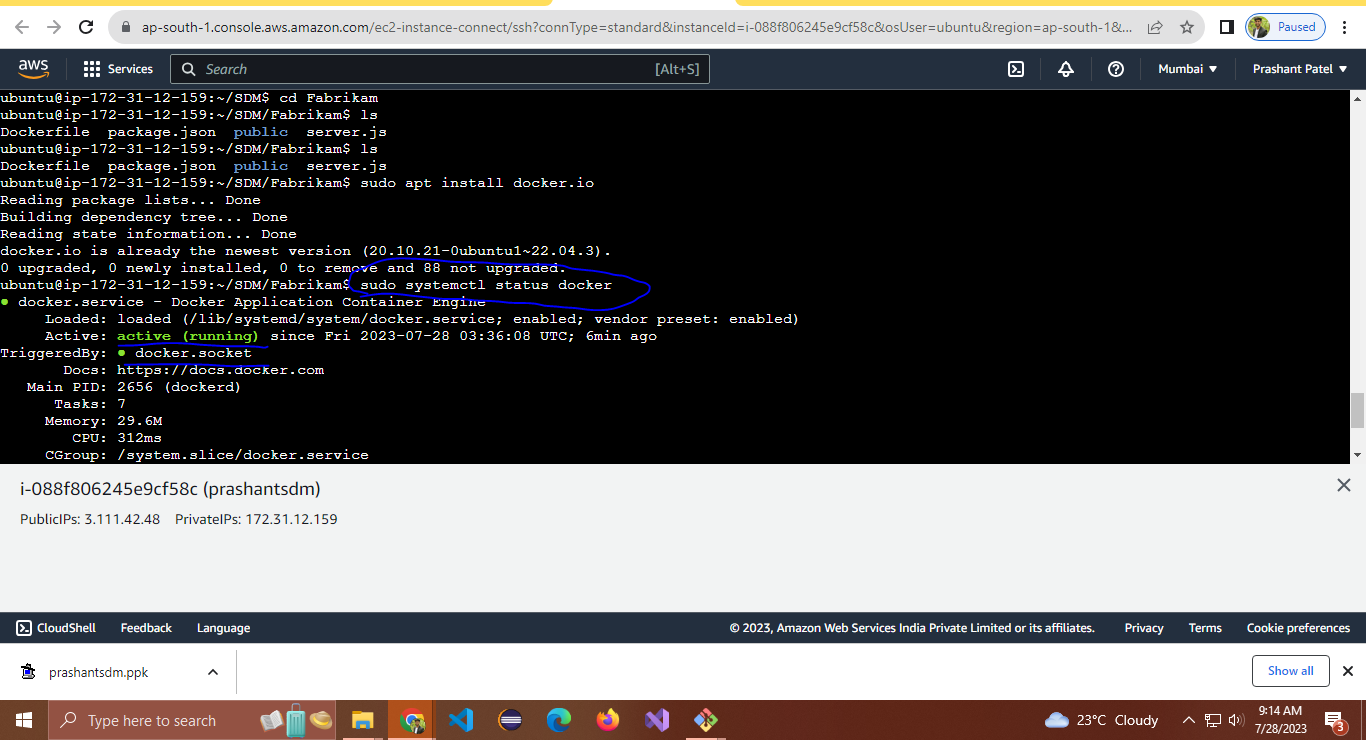 ap-south-1.console.aws.amazon.com/ec2-instance-connect/ssh?connType=standard&instanceId=i-088f806245e9cf58c&osUser=ubuntu&region=ap-south-1&... Paused
aws Services Search [Alt+S] Mumbai Prashant Patel
ubuntu@ip-172-31-12-159:~/SDM$ cd Fabrikam
ubuntu@ip-172-31-12-159:~/SDM/Fabrikam$ ls
Dockerfile package.json public server.js
ubuntu@ip-172-31-12-159:~/SDM/Fabrikam$ ls
Dockerfile package.json public server.js
ubuntu@ip-172-31-12-159:~/SDM/Fabrikam$ sudo apt install docker.io
Reading package lists... Done
Building dependency tree... Done
Reading state information... Done
docker.io is already the newest version (20.10.21-0ubuntu1~22.04.3).
0 upgraded, 0 newly installed, 0 to remove and 88 not upgraded.
ubuntu@ip-172-31-12-159:~/SDM/Fabrikam$ sudo systemctl status docker
● docker.service - Docker Application Container Engine
Loaded: loaded (/lib/systemd/system/docker.service; enabled; vendor preset: enabled)
Active: active (running) since Fri 2023-07-28 03:36:08 UTC; 6min ago
TriggeredBy: ● docker.socket
Docs: https://docs.docker.com
Main PID: 2656 (dockerd)
Tasks: 7
Memory: 29.6M
CPU: 312ms
CGroup: /system.slice/docker.service
i-088f806245e9cf58c (prashantsdm)
PublicIPs: 3.111.42.48 PrivateIPs: 172.31.12.159
CloudShell Feedback Language © 2023, Amazon Web Services India Private Limited or its affiliates. Privacy Terms Cookie preferences
prashantsdm.ppk Show all
Type here to search 23°C Cloudy 9:14 AM
7/28/2023 3